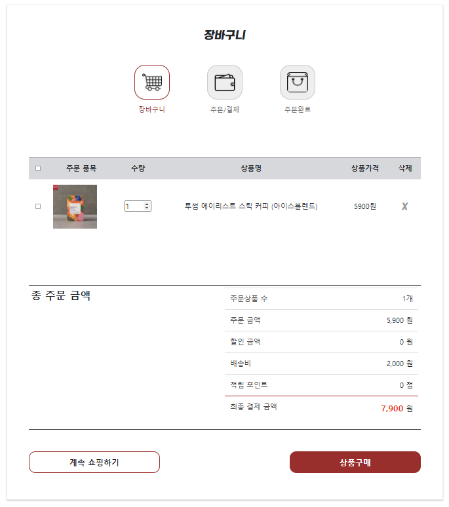 장바구니
장바구니 주문/결제 주문완료
주문 품목 수량 상품명 상품가격 삭제
1 투썸 에이리스트 스틱 커피 (아이스블렌드) 5900원 X
총 주문 금액
주문상품 수 1개
주문 금액 5,900 원
할인 금액 0 원
배송비 2,000 원
적립 포인트 0 점
최종 결제 금액 7,900 원
계속 쇼핑하기 상품구매